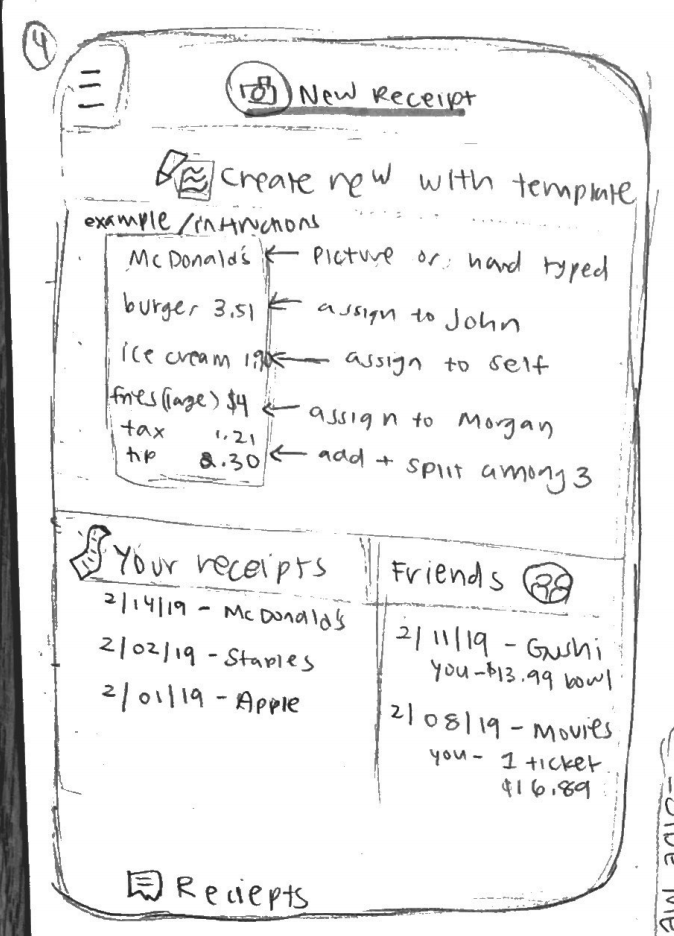 4
New Receipt
Create new with template
example/instructions
McDonald's ← Picture or hand typed
burger 3.51 ← assign to John
ice cream 1.90 ← assign to self
fries (large) $4 ← assign to Morgan
tax 1.21
tip 2.30 ← add + split among 3
Your receipts
2/14/19 - McDonald's
2/02/19 - Staples
2/01/19 - Apple
Friends
2/11/19 - Gushi
you - $13.99 bowl
2/08/19 - Movies
you - 1 ticket
$16.89
Reciepts